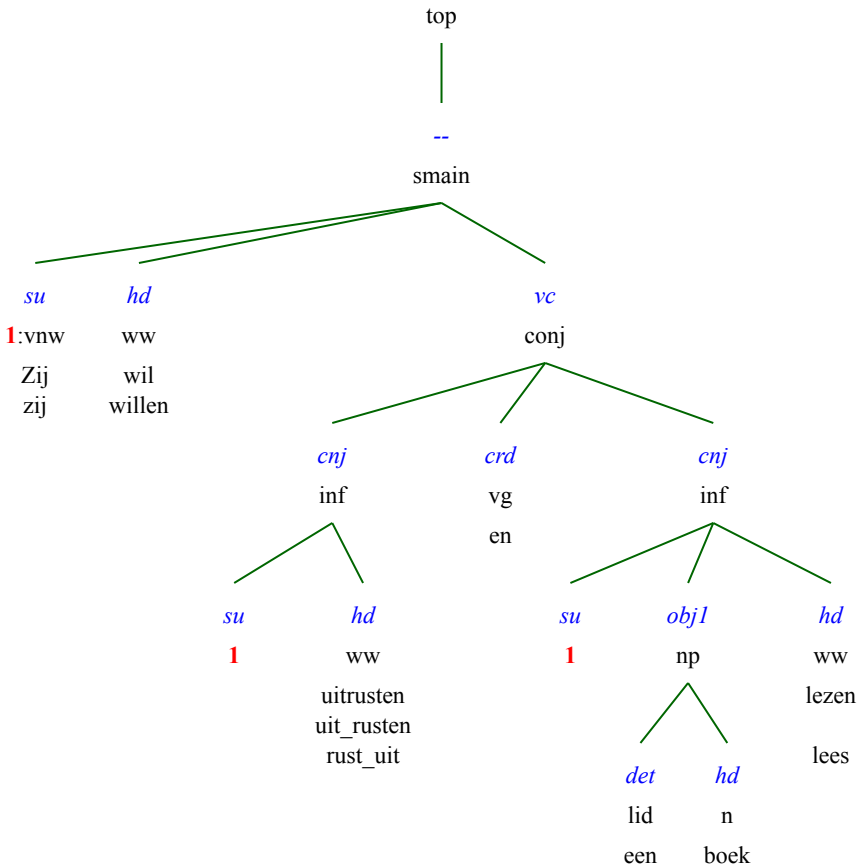 top
--
smain
su hd vc
1:vnw ww conj
Zij wil
zij willen
cnj crd cnj
inf vg inf
en
su hd su obj1 hd
1 ww 1 np ww
uitrusten lezen
uit_rusten
rust_uit lees
det hd
lid n
een boek